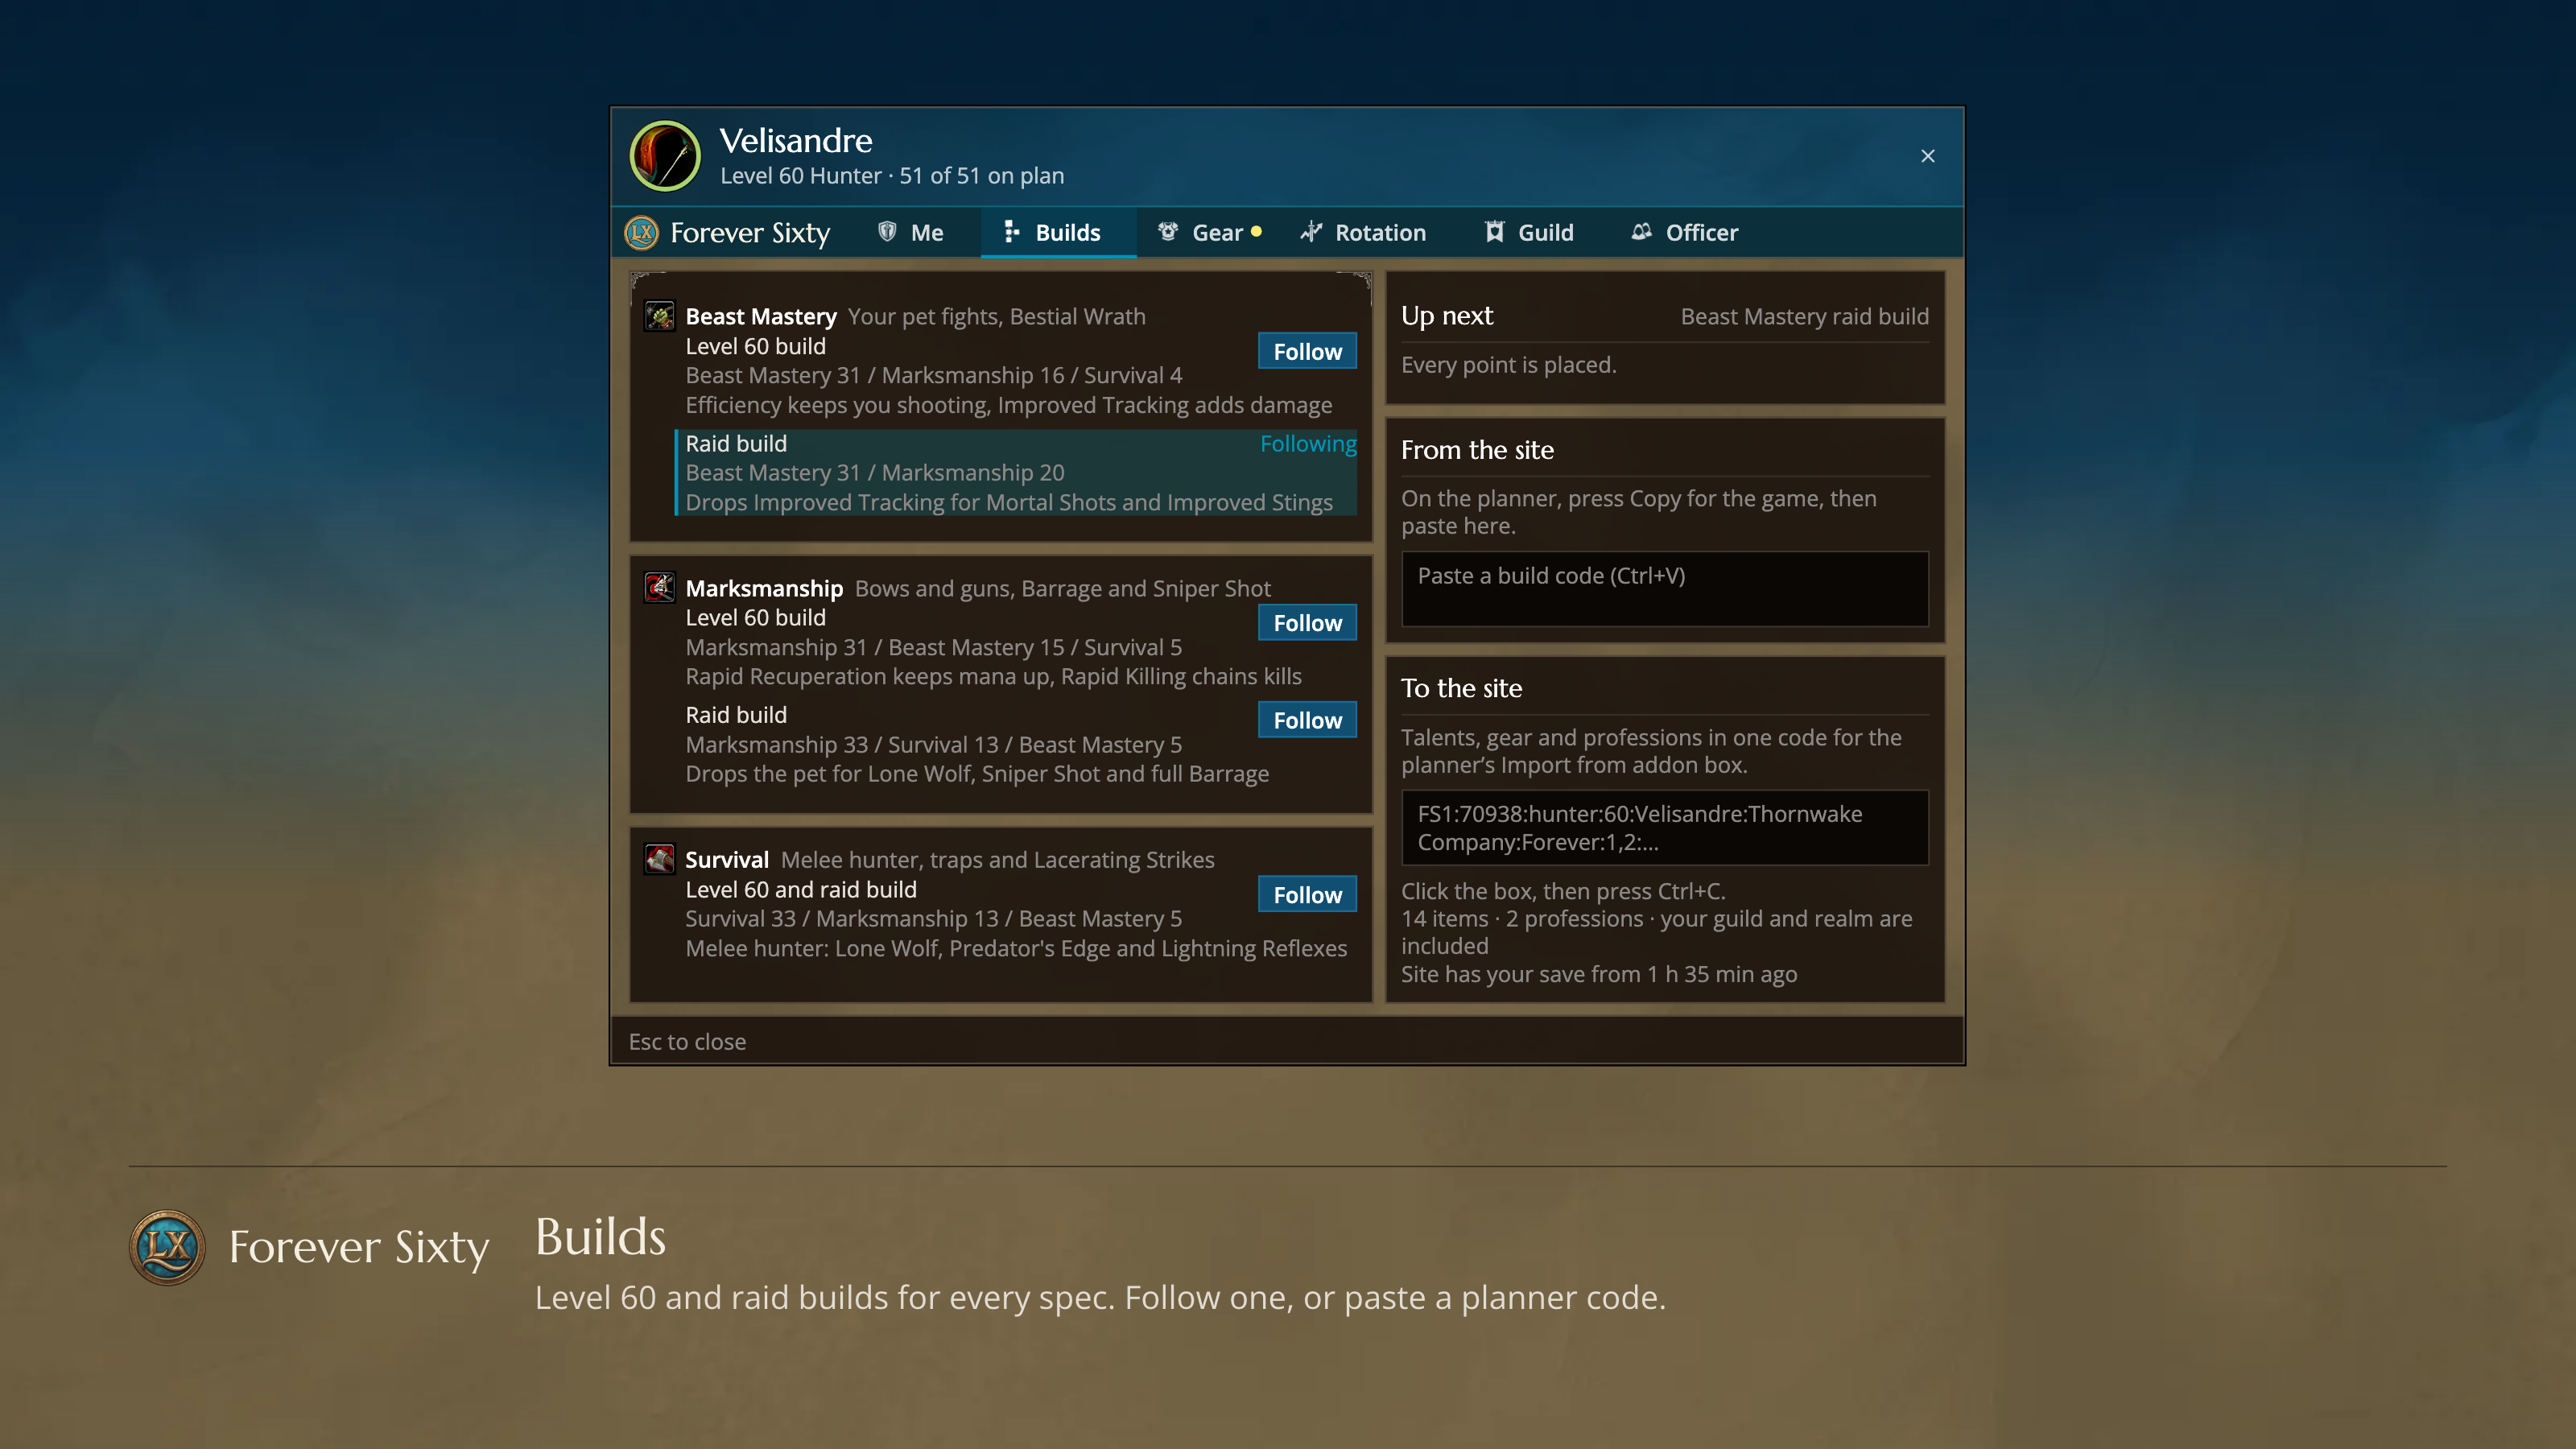 Velisandre
Level 60 Hunter · 51 of 51 on plan
×
LX Forever Sixty
Me
Builds
Gear
Rotation
Guild
Officer
Beast Mastery Your pet fights, Bestial Wrath
Level 60 build
Follow
Beast Mastery 31 / Marksmanship 16 / Survival 4
Efficiency keeps you shooting, Improved Tracking adds damage
Raid build
Following
Beast Mastery 31 / Marksmanship 20
Drops Improved Tracking for Mortal Shots and Improved Stings
Marksmanship Bows and guns, Barrage and Sniper Shot
Level 60 build
Follow
Marksmanship 31 / Beast Mastery 15 / Survival 5
Rapid Recuperation keeps mana up, Rapid Killing chains kills
Raid build
Follow
Marksmanship 33 / Survival 13 / Beast Mastery 5
Drops the pet for Lone Wolf, Sniper Shot and full Barrage
Survival Melee hunter, traps and Lacerating Strikes
Level 60 and raid build
Follow
Survival 33 / Marksmanship 13 / Beast Mastery 5
Melee hunter: Lone Wolf, Predator's Edge and Lightning Reflexes
Up next
Beast Mastery raid build
Every point is placed.
From the site
On the planner, press Copy for the game, then
paste here.
Paste a build code (Ctrl+V)
To the site
Talents, gear and professions in one code for the
planner’s Import from addon box.
FS1:70938:hunter:60:Velisandre:Thornwake
Company:Forever:1,2:...
Click the box, then press Ctrl+C.
14 items · 2 professions · your guild and realm are
included
Site has your save from 1 h 35 min ago
Esc to close
LX Forever Sixty
Builds
Level 60 and raid builds for every spec. Follow one, or paste a planner code.